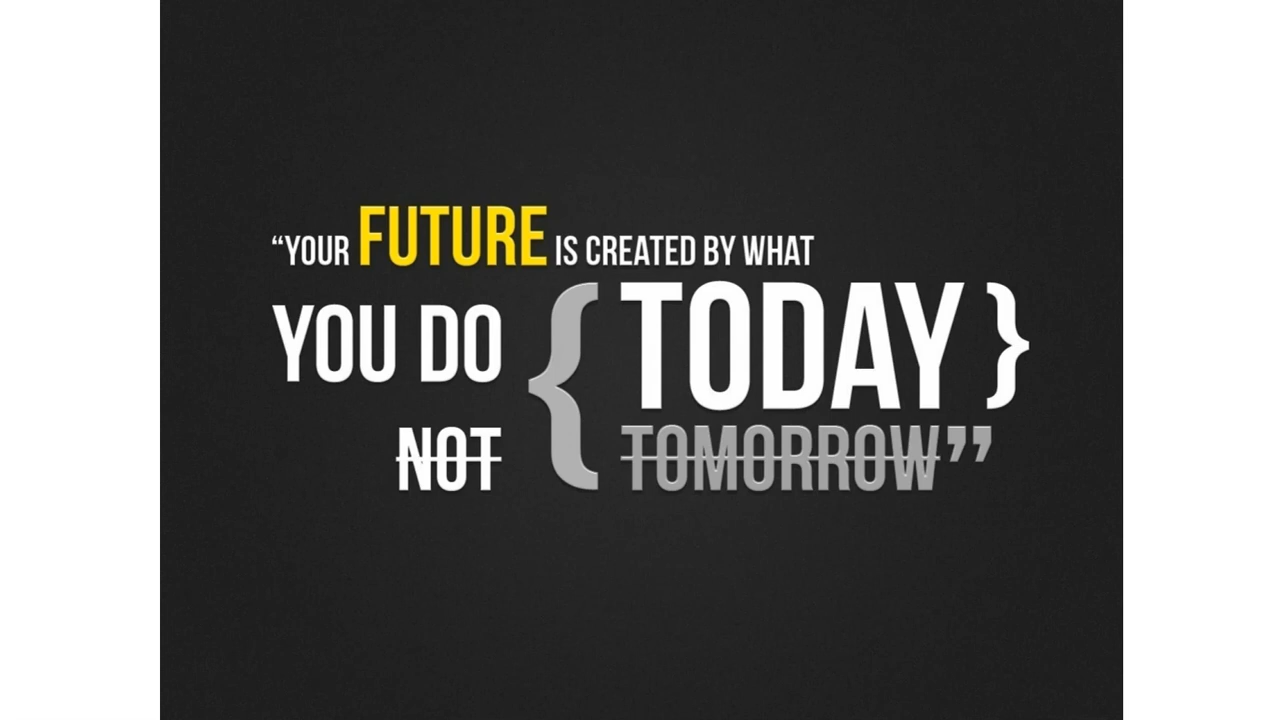 “YOUR FUTURE IS CREATED BY WHAT
YOU DO { TODAY }
NOT TOMORROW”